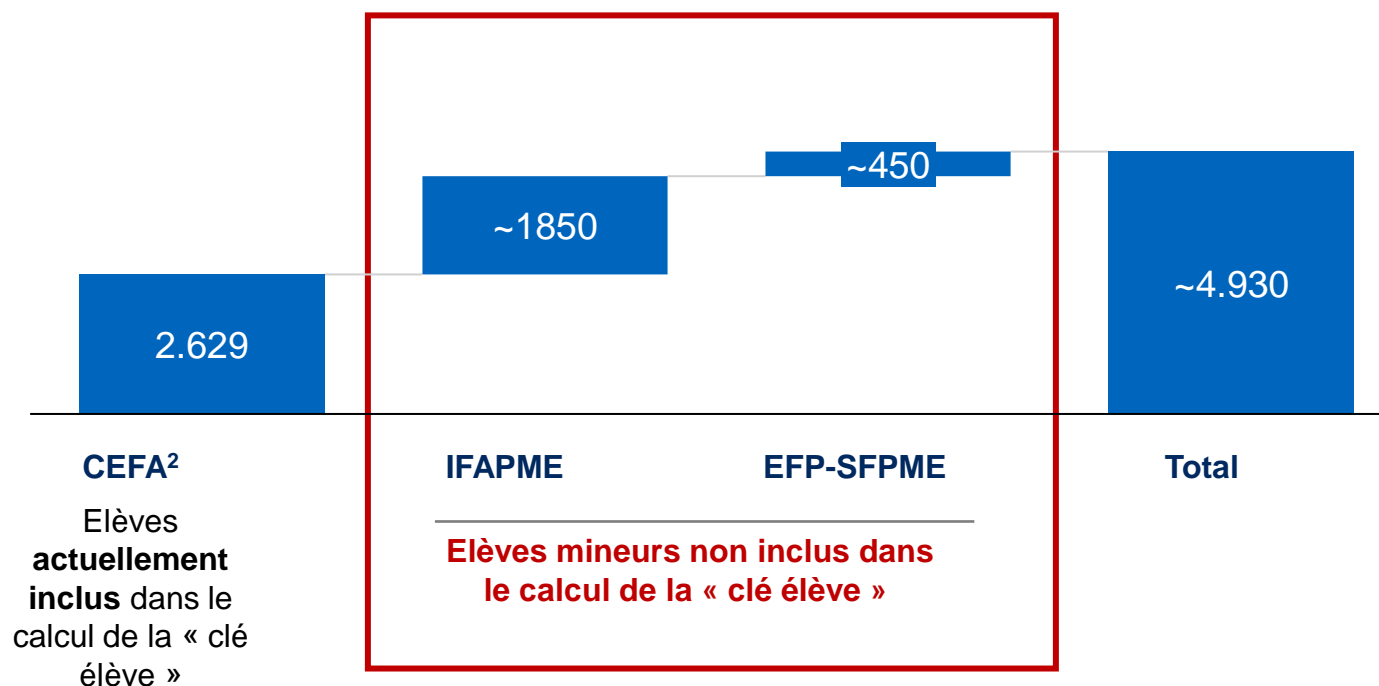 ~450
~1850
~4.930
2.629
CEFA²
IFAPME
EFP-SFPME
Total
Elèves
actuellement
inclus dans le
calcul de la « clé
élève »
Elèves mineurs non inclus dans
le calcul de la « clé élève »